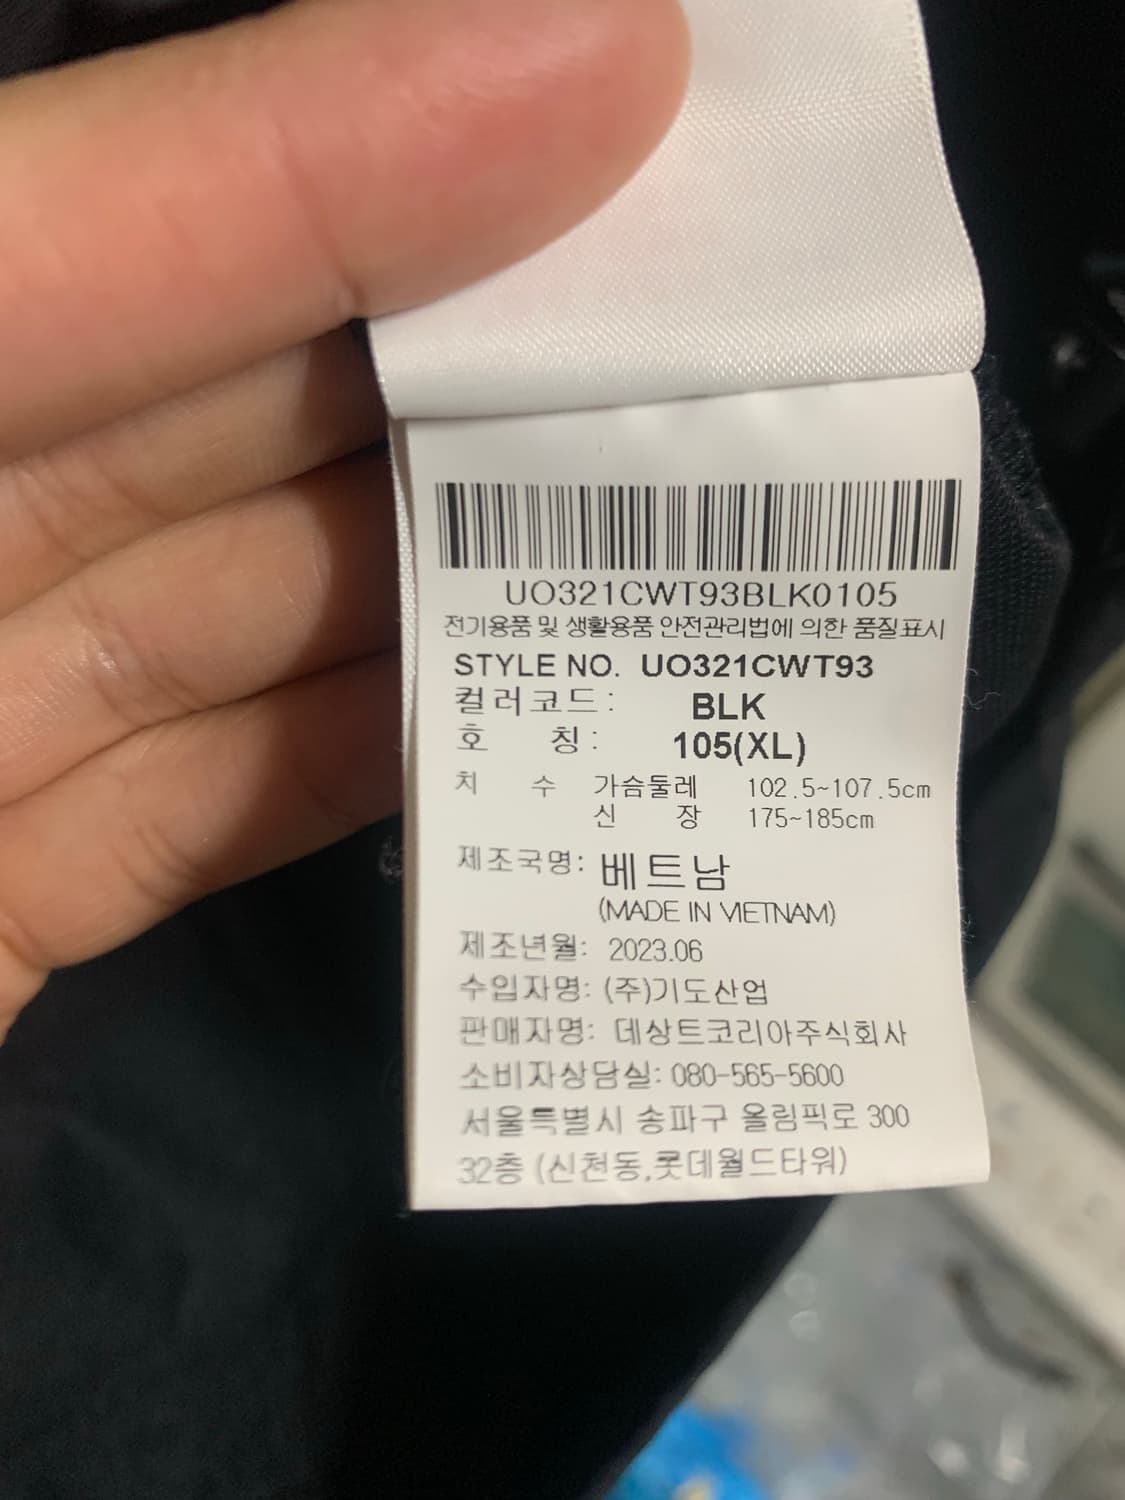 UO321CWT93BLK0105
전기용품 및 생활용품 안전관리법에 의한 품질표시
STYLE NO. UO321CWT93
컬러코드: BLK
호 칭: 105(XL)
치 수 가슴둘레 102.5~107.5cm
신 장 175~185cm
제조국명: 베트남
(MADE IN VIETNAM)
제조년월: 2023.06
수입자명: (주)기도산업
판매자명: 데상트코리아주식회사
소비자상담실: 080-565-5600
서울특별시 송파구 올림픽로 300
32층 (신천동,롯데월드타워)